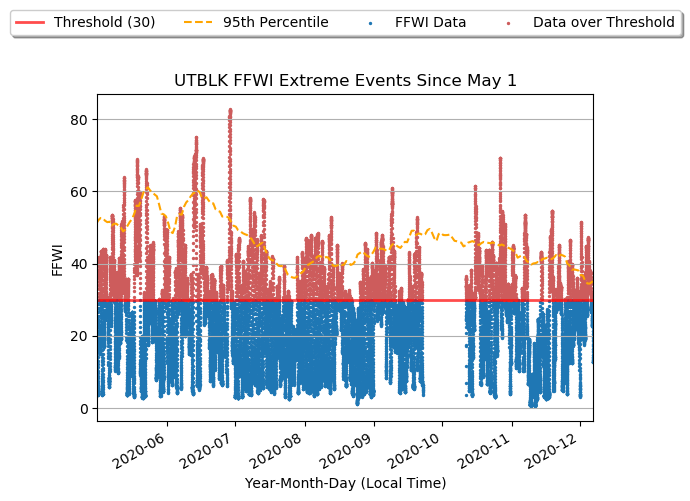 Threshold (30) 95th Percentile FFWI Data Data over Threshold
UTBLK FFWI Extreme Events Since May 1
80
60
40
20
0
FFWI
2020-06 2020-07 2020-08 2020-09 2020-10 2020-11 2020-12
Year-Month-Day (Local Time)